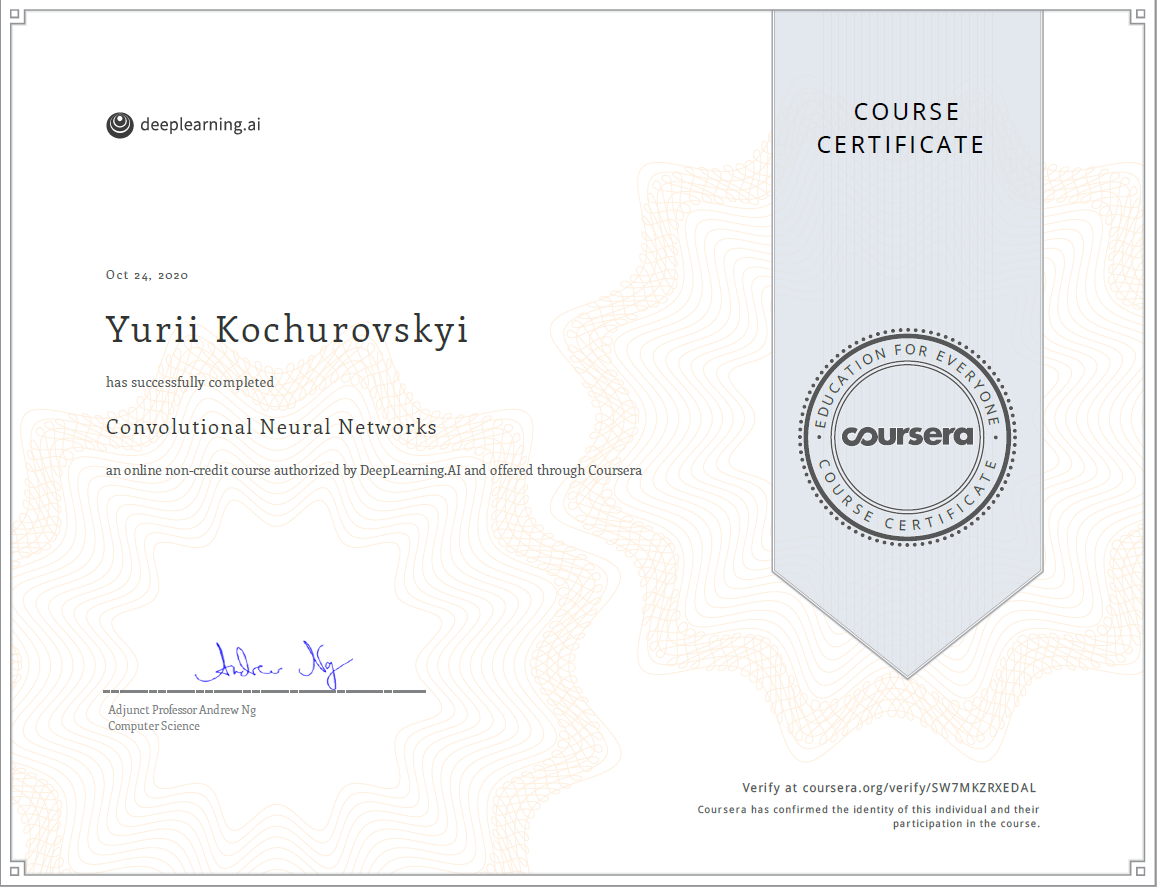 deeplearning.ai
COURSE
CERTIFICATE
Oct 24, 2020
Yurii Kochurovskyi
has successfully completed
Convolutional Neural Networks
an online non-credit course authorized by DeepLearning.AI and offered through Coursera
EDUCATION FOR EVERYONE
coursera
COURSE CERTIFICATE
Andrew Ng
Adjunct Professor Andrew Ng
Computer Science
Verify at coursera.org/verify/SW7MKZRXEDAL
Coursera has confirmed the identity of this individual and their
participation in the course.